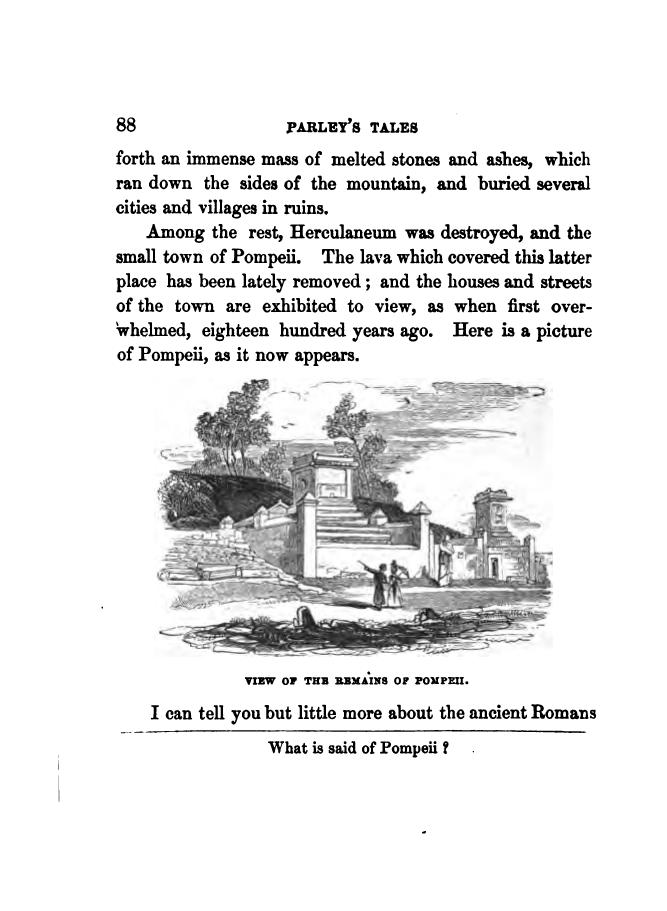 88 PARLEY'S TALES
forth an immense mass of melted stones and ashes, which
ran down the sides of the mountain, and buried several
cities and villages in ruins.
Among the rest, Herculaneum was destroyed, and the
small town of Pompeii. The lava which covered this latter
place has been lately removed; and the houses and streets
of the town are exhibited to view, as when first over-
whelmed, eighteen hundred years ago. Here is a picture
of Pompeii, as it now appears.
VIEW OF THE REMAINS OF POMPEII.
I can tell you but little more about the ancient Romans
What is said of Pompeii?